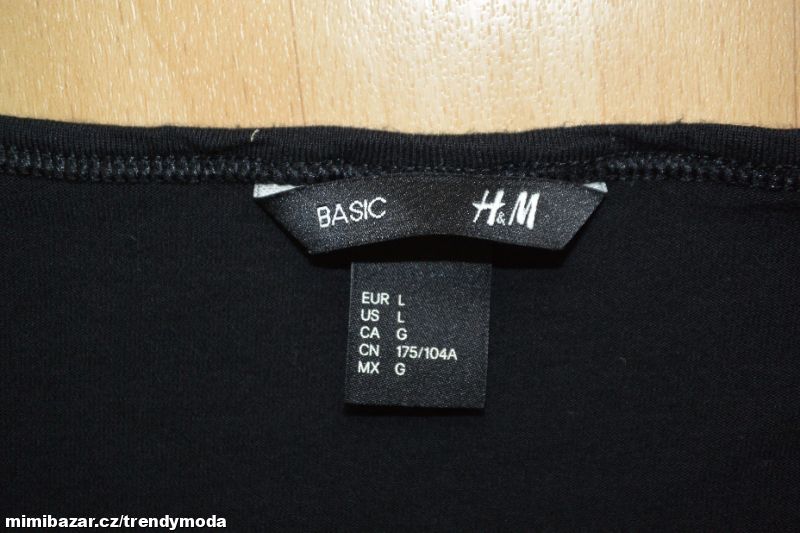 BASIC H&M
EUR L
US L
CA G
CN 175/104A
MX G
mimibazar.cz/trendymoda